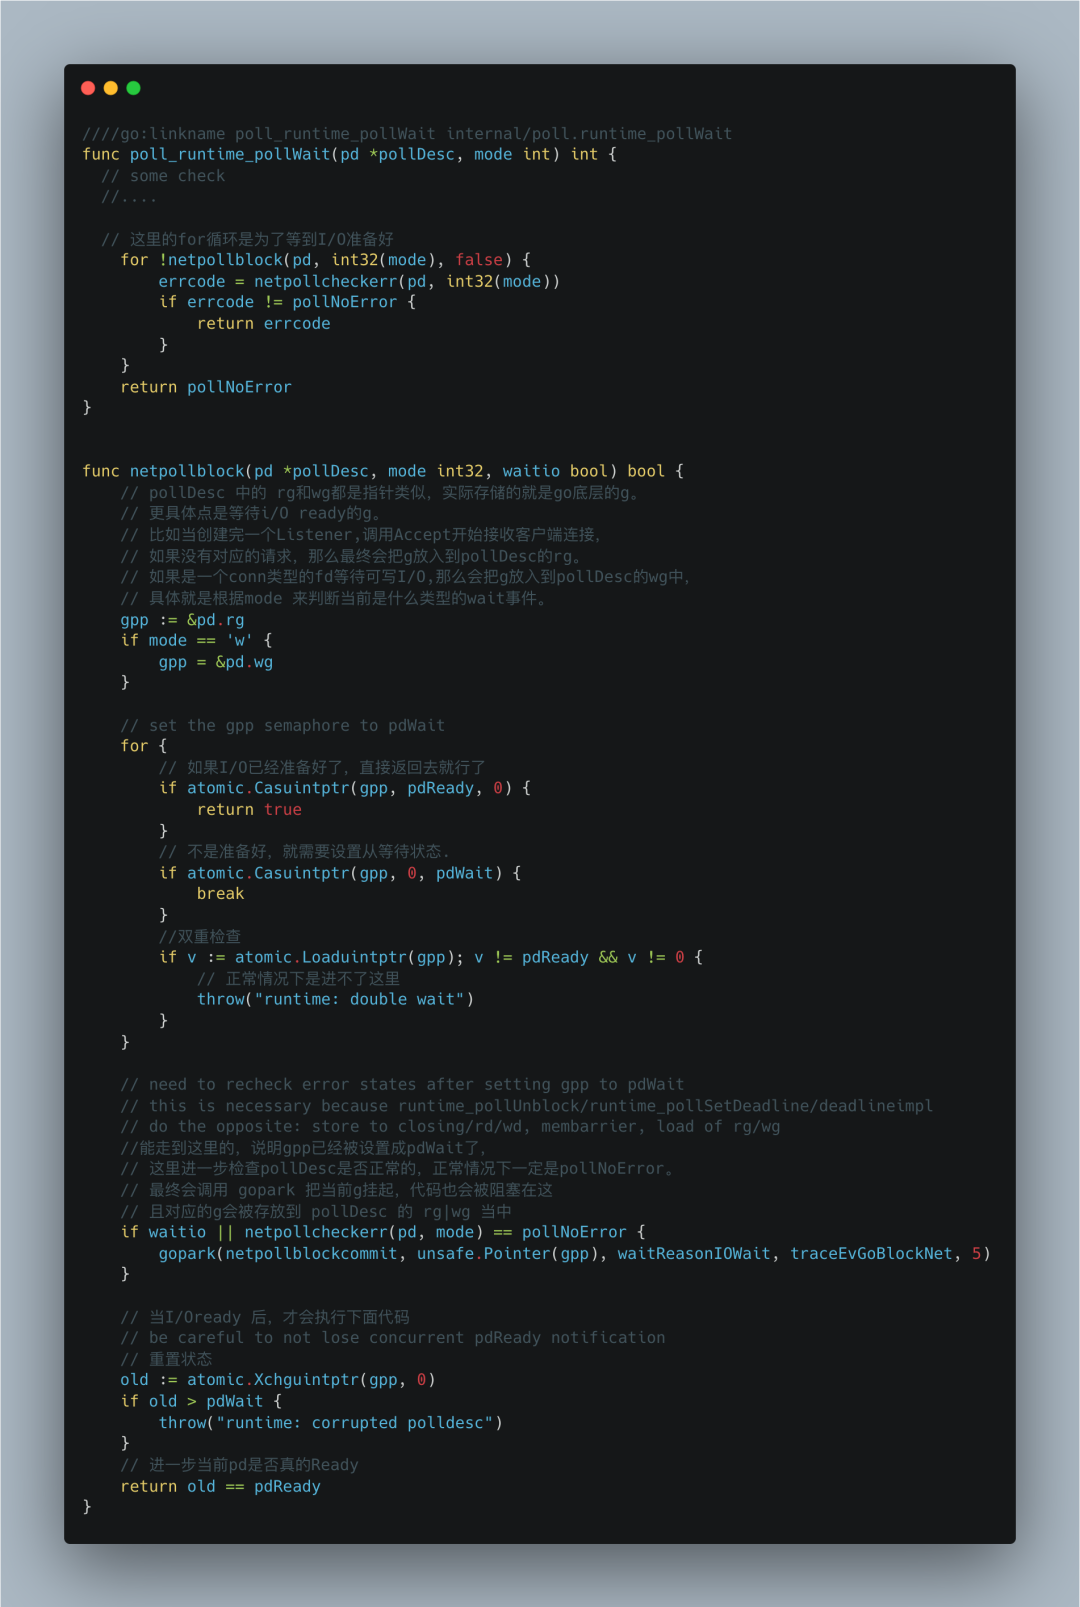 ////go:linkname poll_runtime_pollWait internal/poll.runtime_pollWait
func poll_runtime_pollWait(pd *pollDesc, mode int) int {
  // some check
  //....

  // 这里的for循环是为了等到I/O准备好
    for !netpollblock(pd, int32(mode), false) {
        errcode = netpollcheckerr(pd, int32(mode))
        if errcode != pollNoError {
            return errcode
        }
    }
    return pollNoError
}

func netpollblock(pd *pollDesc, mode int32, waitio bool) bool {
    // pollDesc 中的 rg和wg都是指针类似，实际存储的就是go底层的g。
    // 更具体点是等待i/O ready的g。
    // 比如当创建完一个Listener,调用Accept开始接收客户端连接，
    // 如果没有对应的请求，那么最终会把g放入到pollDesc的rg。
    // 如果是一个conn类型的fd等待可写I/O,那么会把g放入到pollDesc的wg中，
    // 具体就是根据mode 来判断当前是什么类型的wait事件。
    gpp := &pd.rg
    if mode == 'w' {
        gpp = &pd.wg
    }

    // set the gpp semaphore to pdWait
    for {
        // 如果I/O已经准备好了，直接返回去就行了
        if atomic.Casuintptr(gpp, pdReady, 0) {
            return true
        }
        // 不是准备好，就需要设置从等待状态.
        if atomic.Casuintptr(gpp, 0, pdWait) {
            break
        }
        //双重检查
        if v := atomic.Loaduintptr(gpp); v != pdReady && v != 0 {
            // 正常情况下是进不了这里
            throw("runtime: double wait")
        }
    }

    // need to recheck error states after setting gpp to pdWait
    // this is necessary because runtime_pollUnblock/runtime_pollSetDeadline/deadlineimpl
    // do the opposite: store to closing/rd/wd, membarrier, load of rg/wg
    //能走到这里的，说明gpp已经被设置成pdWait了，
    // 这里进一步检查pollDesc是否正常的，正常情况下一定是pollNoError。
    // 最终会调用 gopark 把当前g挂起，代码也会被阻塞在这
    // 且对应的g会被存放到 pollDesc 的 rg|wg 当中
    if waitio || netpollcheckerr(pd, mode) == pollNoError {
        gopark(netpollblockcommit, unsafe.Pointer(gpp), waitReasonIOWait, traceEvGoBlockNet, 5)
    }

    // 当I/Oready 后，才会执行下面代码
    // be careful to not lose concurrent pdReady notification
    // 重置状态
    old := atomic.Xchguintptr(gpp, 0)
    if old > pdWait {
        throw("runtime: corrupted polldesc")
    }
    // 进一步当前pd是否真的Ready
    return old == pdReady
}